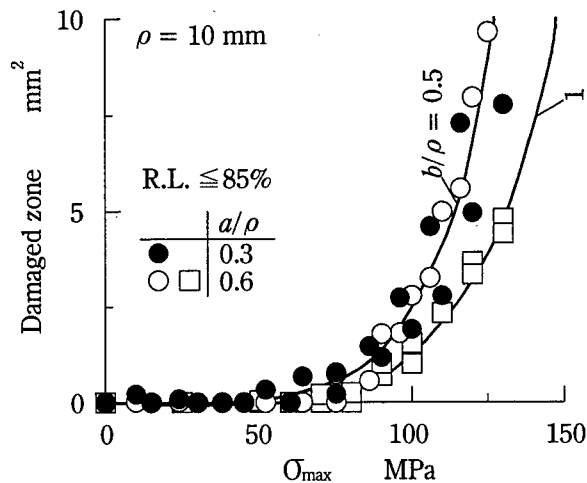 10
ρ = 10 mm
Damaged zone mm²
b/ρ = 0.5
1
R.L. ≦85%
a/ρ
0.3
0.6
5
0
0 50 100 150
σmax MPa